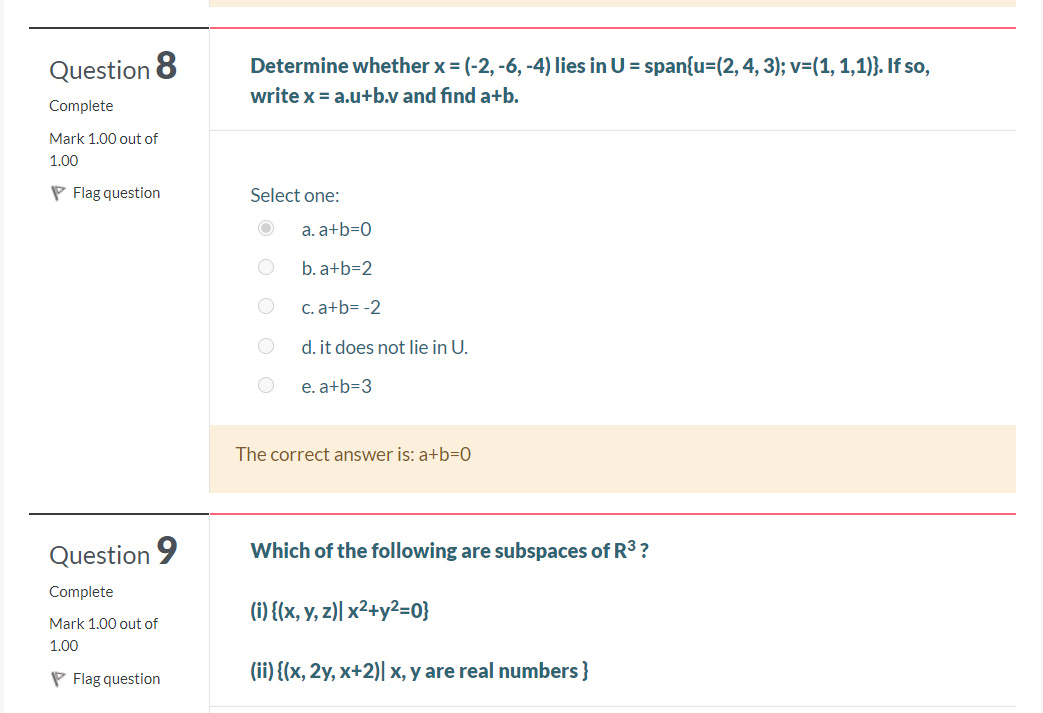 Question 8
Complete
Mark 1.00 out of
1.00
Flag question
Determine whether x = (-2, -6, -4) lies in U = span{u=(2, 4, 3); v=(1, 1,1)}. If so,
write x = a.u+b.v and find a+b.
Select one:
a. a+b=0
b. a+b=2
c. a+b= -2
d. it does not lie in U.
e. a+b=3
The correct answer is: a+b=0
Question 9
Complete
Mark 1.00 out of
1.00
Flag question
Which of the following are subspaces of R³ ?
(i) {(x, y, z)| x²+y²=0}
(ii) {(x, 2y, x+2)| x, y are real numbers }